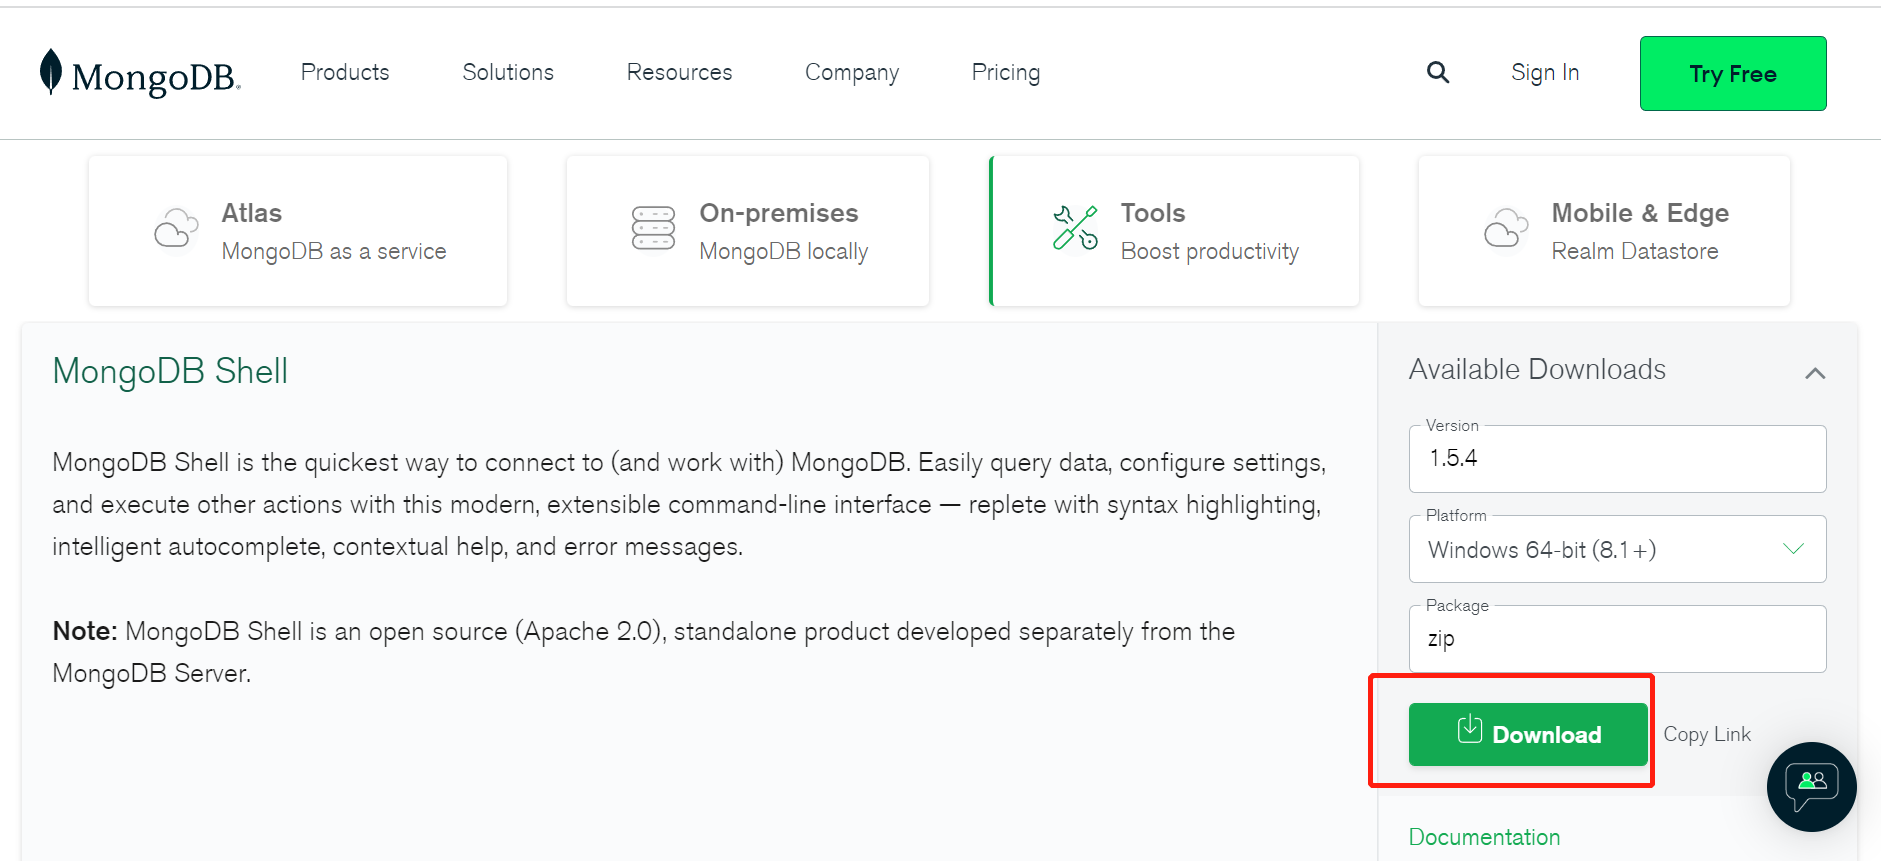 MongoDB®
Products
Solutions
Resources
Company
Pricing
Sign In
Try Free
Atlas
MongoDB as a service
On-premises
MongoDB locally
Tools
Boost productivity
Mobile & Edge
Realm Datastore
MongoDB Shell
MongoDB Shell is the quickest way to connect to (and work with) MongoDB. Easily query data, configure settings,
and execute other actions with this modern, extensible command-line interface — replete with syntax highlighting,
intelligent autocomplete, contextual help, and error messages.
Note: MongoDB Shell is an open source (Apache 2.0), standalone product developed separately from the
MongoDB Server.
Available Downloads
Version
1.5.4
Platform
Windows 64-bit (8.1+)
Package
zip
Download
Copy Link
Documentation